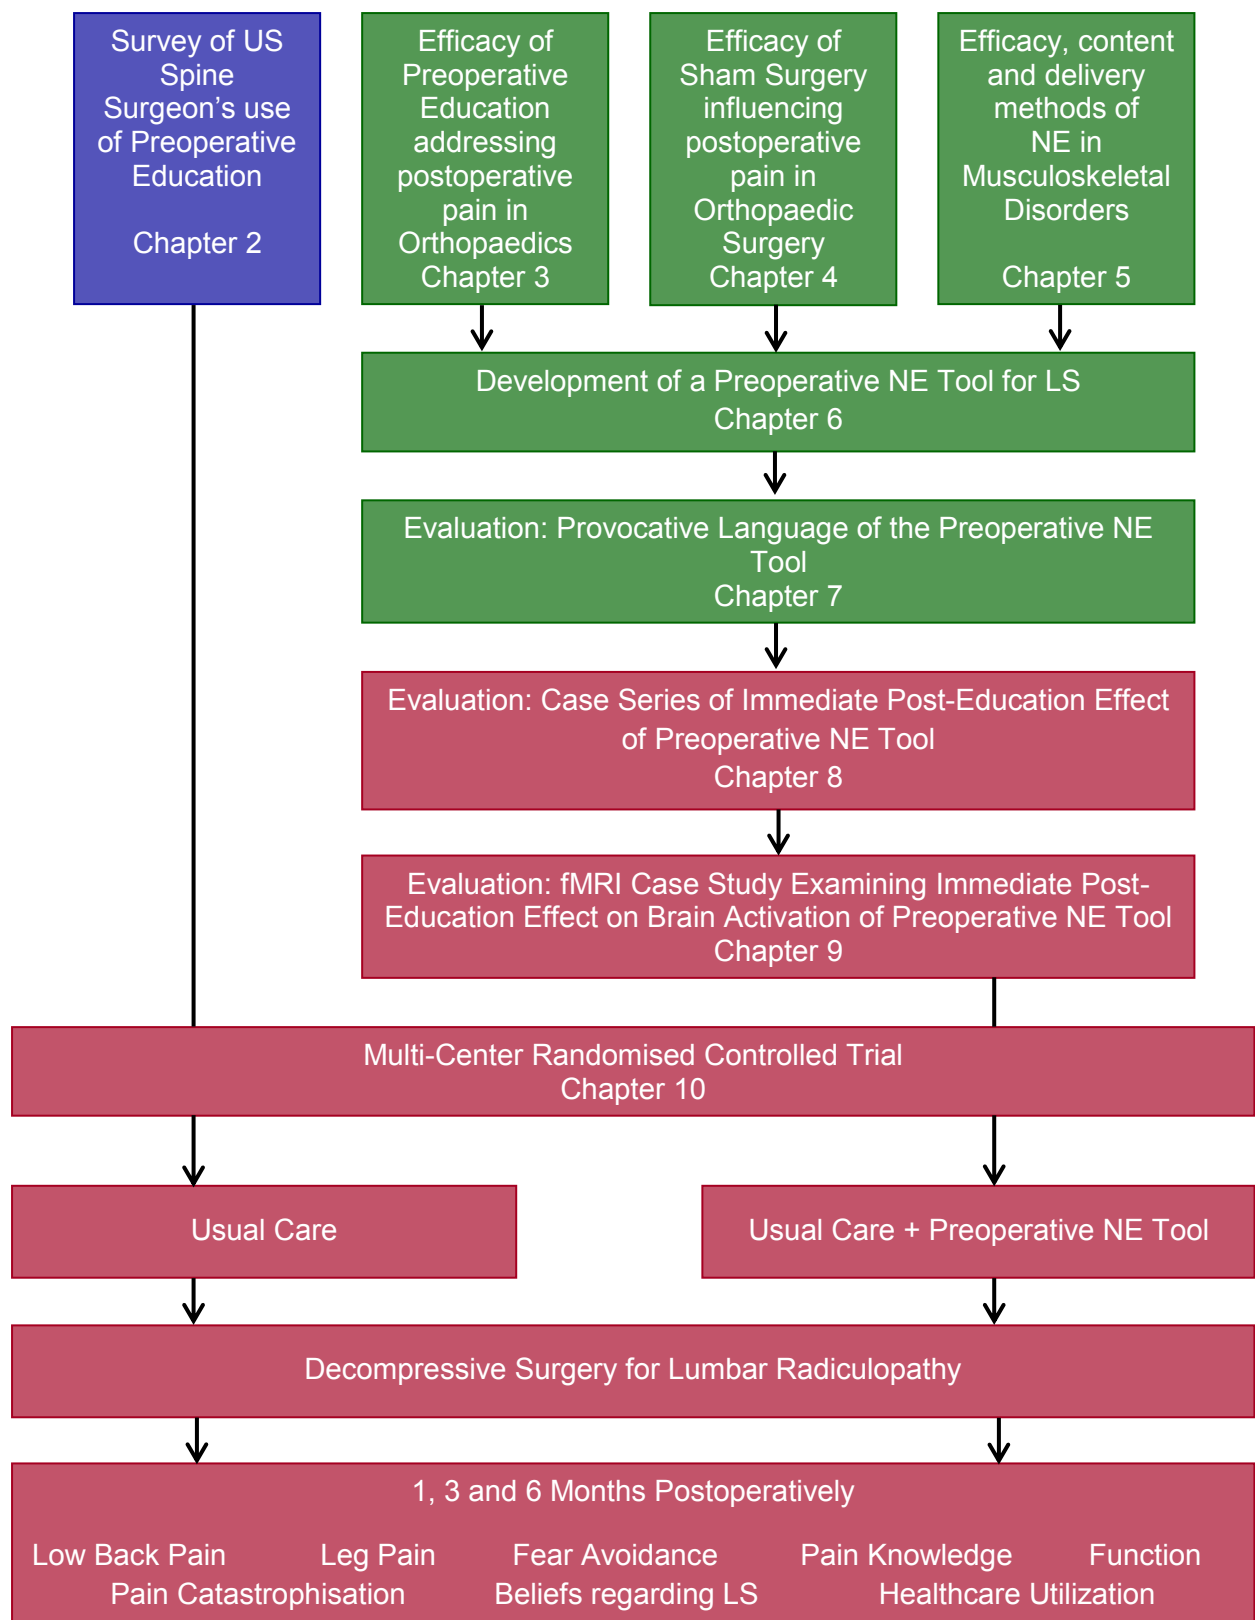 Survey of US
Spine
Surgeon's use
of Preoperative
Education
Chapter 2
Efficacy of
Preoperative
Education
addressing
postoperative
pain in
Orthopaedics
Chapter 3
Efficacy of
Sham Surgery
influencing
postoperative
pain in
Orthopaedic
Surgery
Chapter 4
Efficacy, content
and delivery
methods of
NE in
Musculoskeletal
Disorders
Chapter 5
Development of a Preoperative NE Tool for LS
Chapter 6
Evaluation: Provocative Language of the Preoperative NE
Tool
Chapter 7
Evaluation: Case Series of Immediate Post-Education Effect
of Preoperative NE Tool
Chapter 8
Evaluation: fMRI Case Study Examining Immediate Post-
Education Effect on Brain Activation of Preoperative NE Tool
Chapter 9
Multi-Center Randomised Controlled Trial
Chapter 10
Usual Care
Usual Care + Preoperative NE Tool
Decompressive Surgery for Lumbar Radiculopathy
1, 3 and 6 Months Postoperatively
Low Back Pain Leg Pain Fear Avoidance Pain Knowledge Function
Pain Catastrophisation Beliefs regarding LS Healthcare Utilization